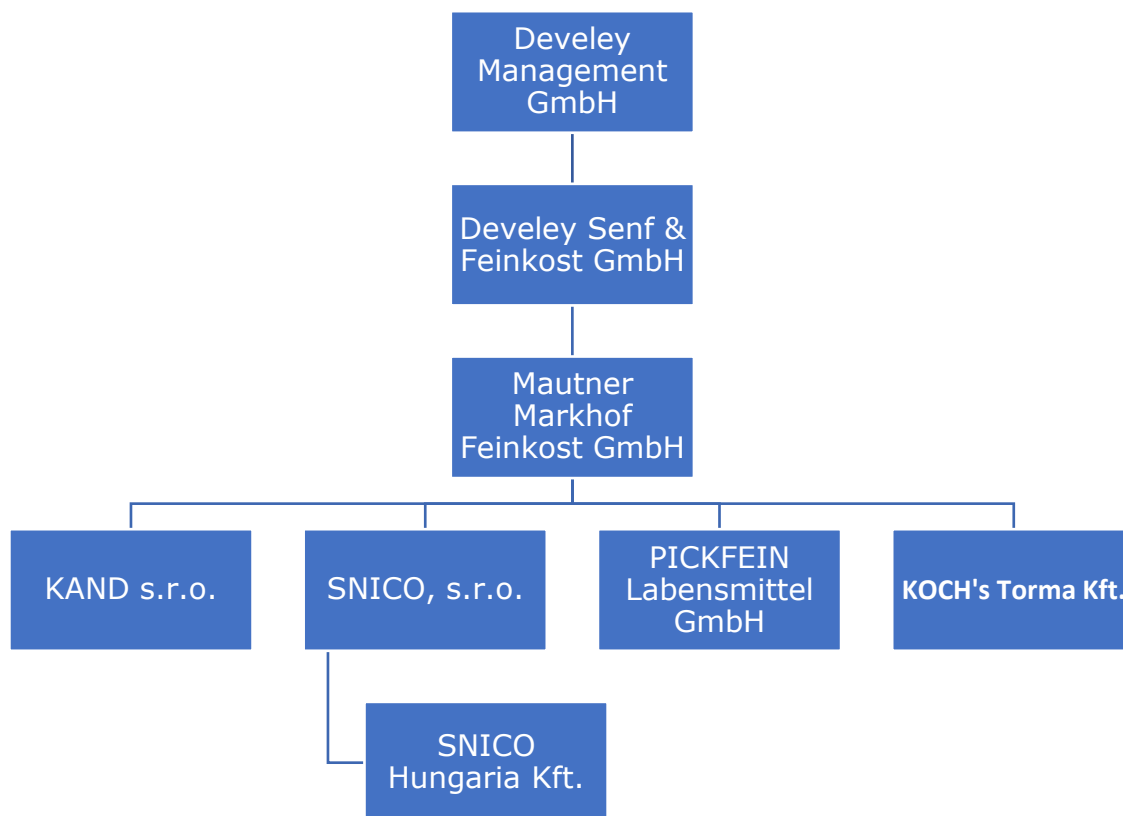 Develey
Management
GmbH
Develey Senf &
Feinkost GmbH
Mautner
Markhof
Feinkost GmbH
KAND s.r.o.
SNICO, s.r.o.
PICKFEIN
Labensmittel
GmbH
KOCH's Torma Kft.
SNICO
Hungaria Kft.